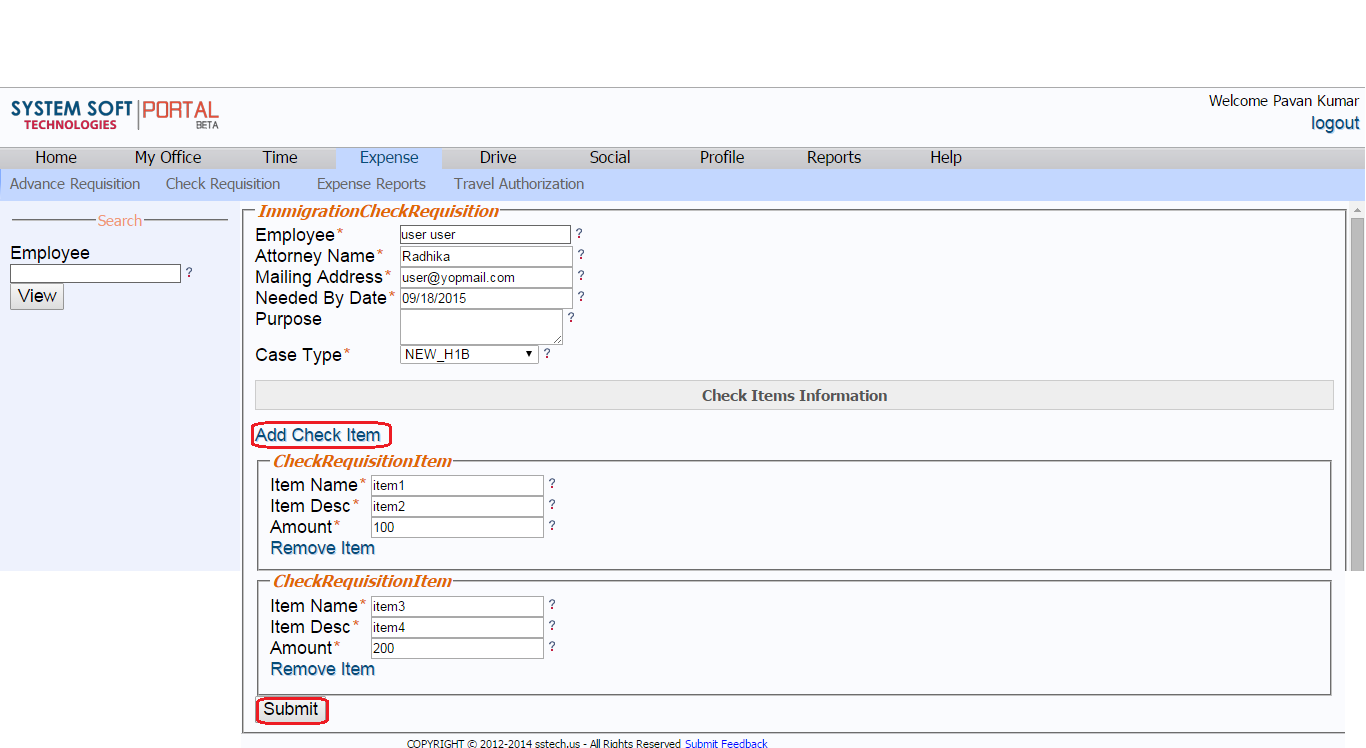 SYSTEM SOFT PORTAL
TECHNOLOGIES BETA
Welcome Pavan Kumar
logout
Home My Office Time Expense Drive Social Profile Reports Help
Advance Requisition Check Requisition Expense Reports Travel Authorization
Search
Employee
?
View
ImmigrationCheckRequisition
Employee* user user ?
Attorney Name* Radhika ?
Mailing Address* user@yopmail.com ?
Needed By Date* 09/18/2015 ?
Purpose ?
Case Type* NEW_H1B ?
Check Items Information
Add Check Item
CheckRequisitionItem
Item Name* item1 ?
Item Desc* item2 ?
Amount* 100 ?
Remove Item
CheckRequisitionItem
Item Name* item3 ?
Item Desc* item4 ?
Amount* 200 ?
Remove Item
Submit
COPYRIGHT © 2012-2014 sstech.us - All Rights Reserved Submit Feedback